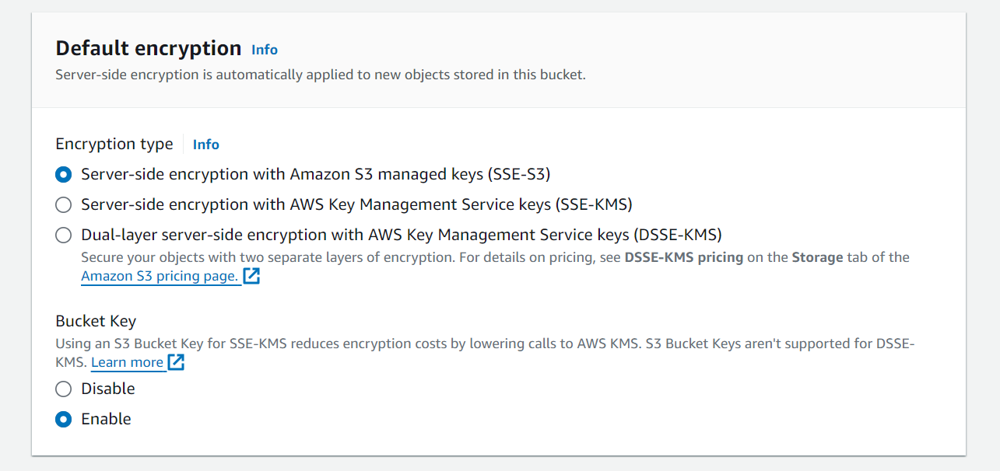 Default encryption Info
Server-side encryption is automatically applied to new objects stored in this bucket.
Encryption type Info
Server-side encryption with Amazon S3 managed keys (SSE-S3)
Server-side encryption with AWS Key Management Service keys (SSE-KMS)
Dual-layer server-side encryption with AWS Key Management Service keys (DSSE-KMS)
Secure your objects with two separate layers of encryption. For details on pricing, see DSSE-KMS pricing on the Storage tab of the
Amazon S3 pricing page.
Bucket Key
Using an S3 Bucket Key for SSE-KMS reduces encryption costs by lowering calls to AWS KMS. S3 Bucket Keys aren't supported for DSSE-
KMS. Learn more
Disable
Enable